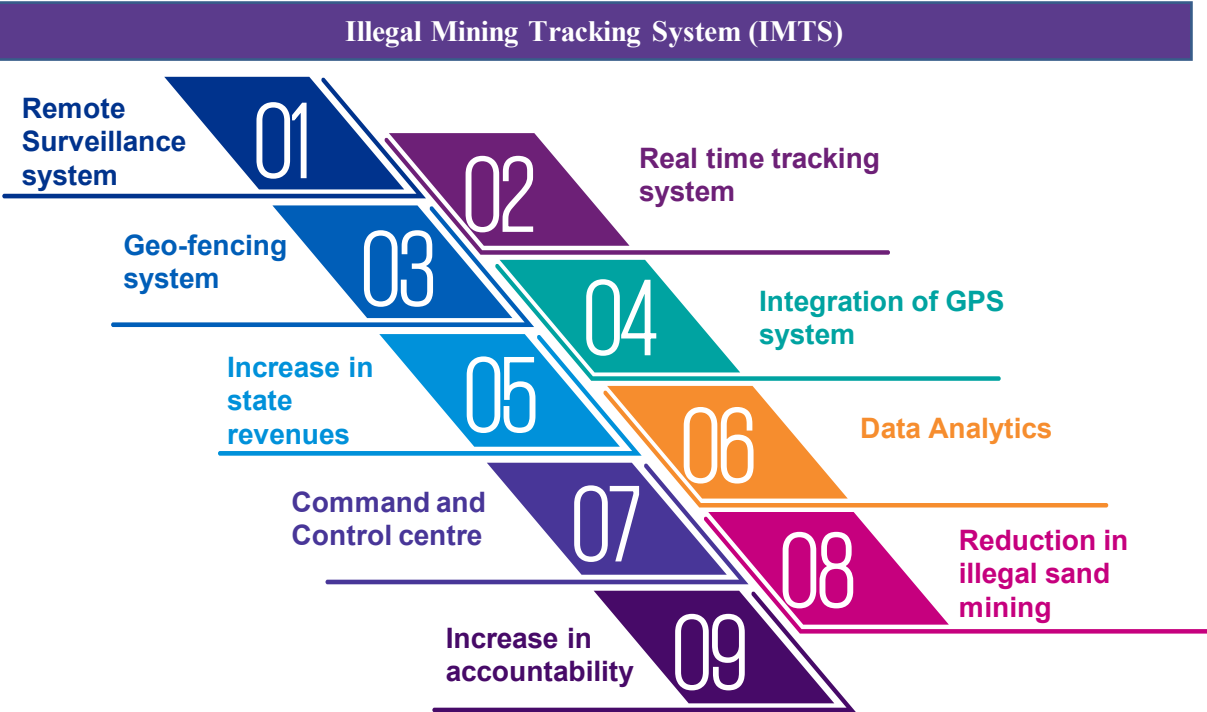 Illegal Mining Tracking System (IMTS)
01
Remote
Surveillance
system
02
Real time tracking
system
03
Geo-fencing
system
04
Integration of GPS
system
05
Increase in
state
revenues
06
Data Analytics
07
Command and
Control centre
08
Reduction in
illegal sand
mining
09
Increase in
accountability